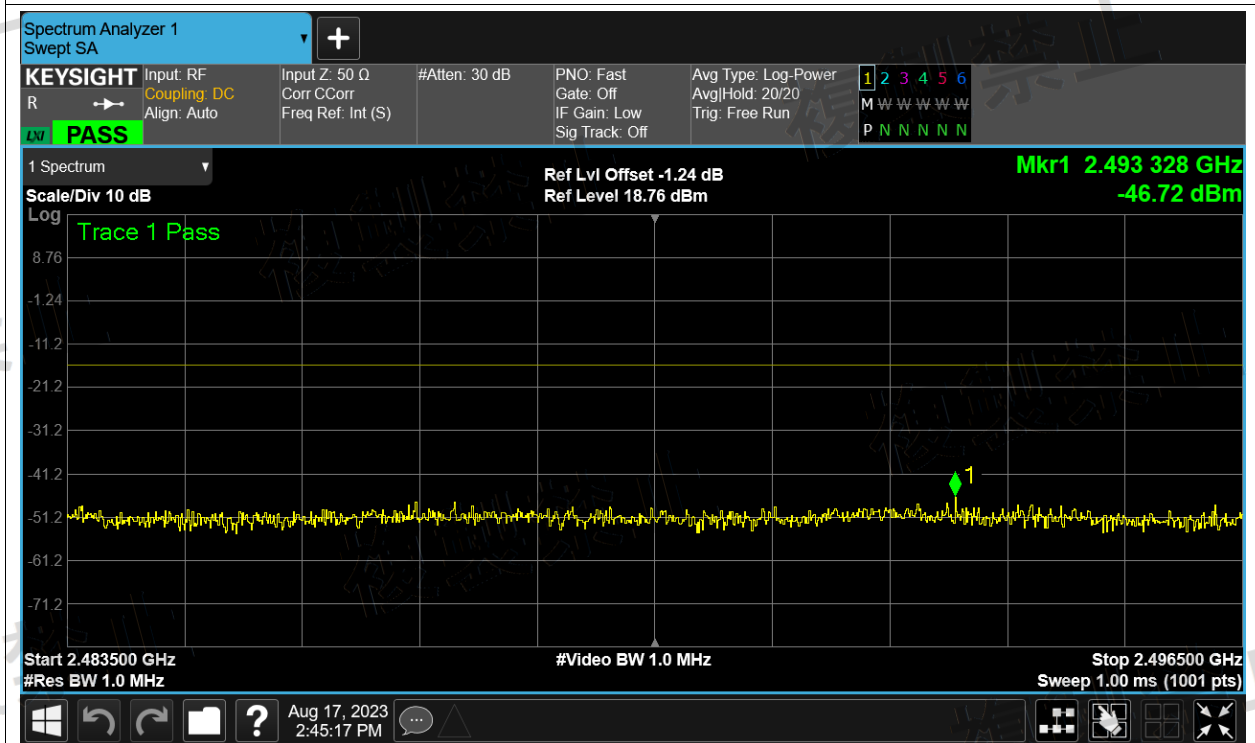 Spectrum Analyzer 1
Swept SA
+
KEYSIGHT
R
LXI PASS
Input: RF
Coupling: DC
Align: Auto
Input Z: 50 Ω
Corr CCorr
Freq Ref: Int (S)
#Atten: 30 dB
PNO: Fast
Gate: Off
IF Gain: Low
Sig Track: Off
Avg Type: Log-Power
Avg|Hold: 20/20
Trig: Free Run
1 2 3 4 5 6
M W W W W W
P N N N N N
1 Spectrum
Scale/Div 10 dB
Log
Ref Lvl Offset -1.24 dB
Ref Level 18.76 dBm
Mkr1 2.493 328 GHz
-46.72 dBm
Trace 1 Pass
8.76
-1.24
-11.2
-21.2
-31.2
-41.2
-51.2
-61.2
-71.2
1
Start 2.483500 GHz
#Res BW 1.0 MHz
#Video BW 1.0 MHz
Stop 2.496500 GHz
Sweep 1.00 ms (1001 pts)
?
Aug 17, 2023
2:45:17 PM
複製禁止